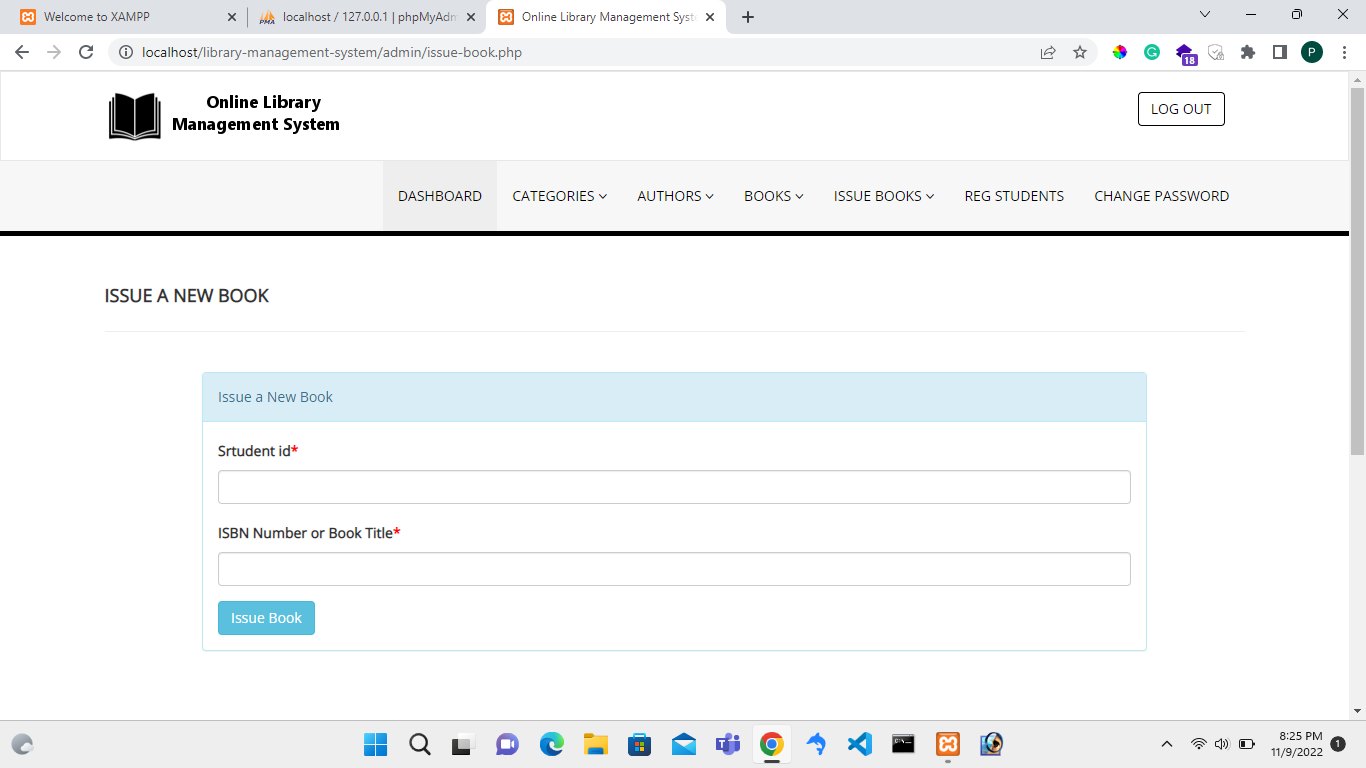 Welcome to XAMPP
localhost / 127.0.0.1 | phpMyAdm
Online Library Management Syst
localhost/library-management-system/admin/issue-book.php
18
P
Online Library
Management System
LOG OUT
DASHBOARD CATEGORIES AUTHORS BOOKS ISSUE BOOKS REG STUDENTS CHANGE PASSWORD
ISSUE A NEW BOOK
Issue a New Book
Srtudent id*
ISBN Number or Book Title*
Issue Book
8:25 PM
11/9/2022
1